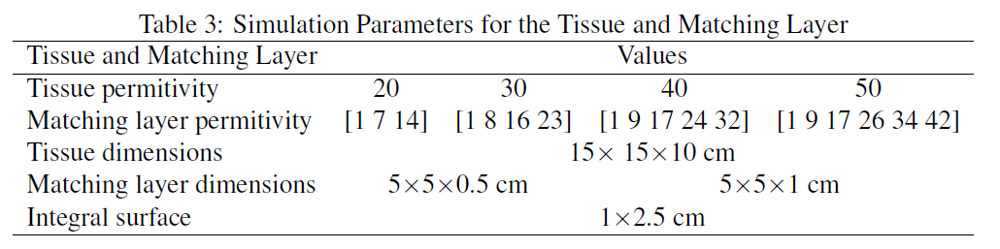 Table 3: Simulation Parameters for the Tissue and Matching Layer
Tissue and Matching Layer Values
Tissue permitivity 20 30 40 50
Matching layer permitivity [1 7 14] [1 8 16 23] [1 9 17 24 32] [1 9 17 26 34 42]
Tissue dimensions 15× 15×10 cm
Matching layer dimensions 5×5×0.5 cm 5×5×1 cm
Integral surface 1×2.5 cm